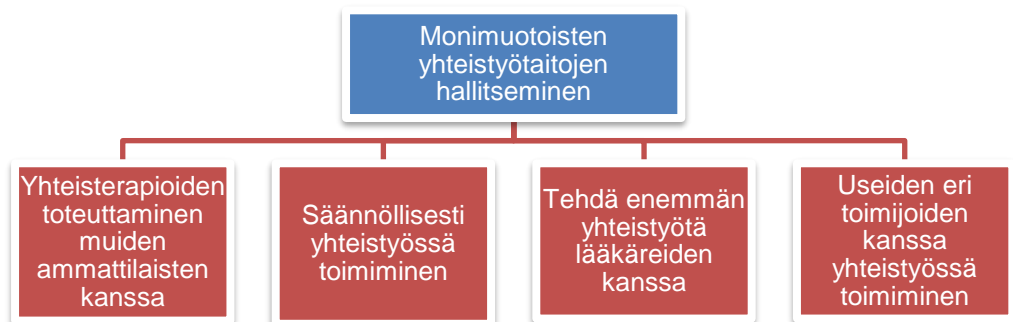 Monimuotoisten
yhteistyötaitojen
hallitseminen
Yhteisterapioiden
toteuttaminen
muiden
ammattilaisten
kanssa
Säännöllisesti
yhteistyössä
toimiminen
Tehdä enemmän
yhteistyötä
lääkäreiden
kanssa
Useiden eri
toimijoiden
kanssa
yhteistyössä
toimiminen